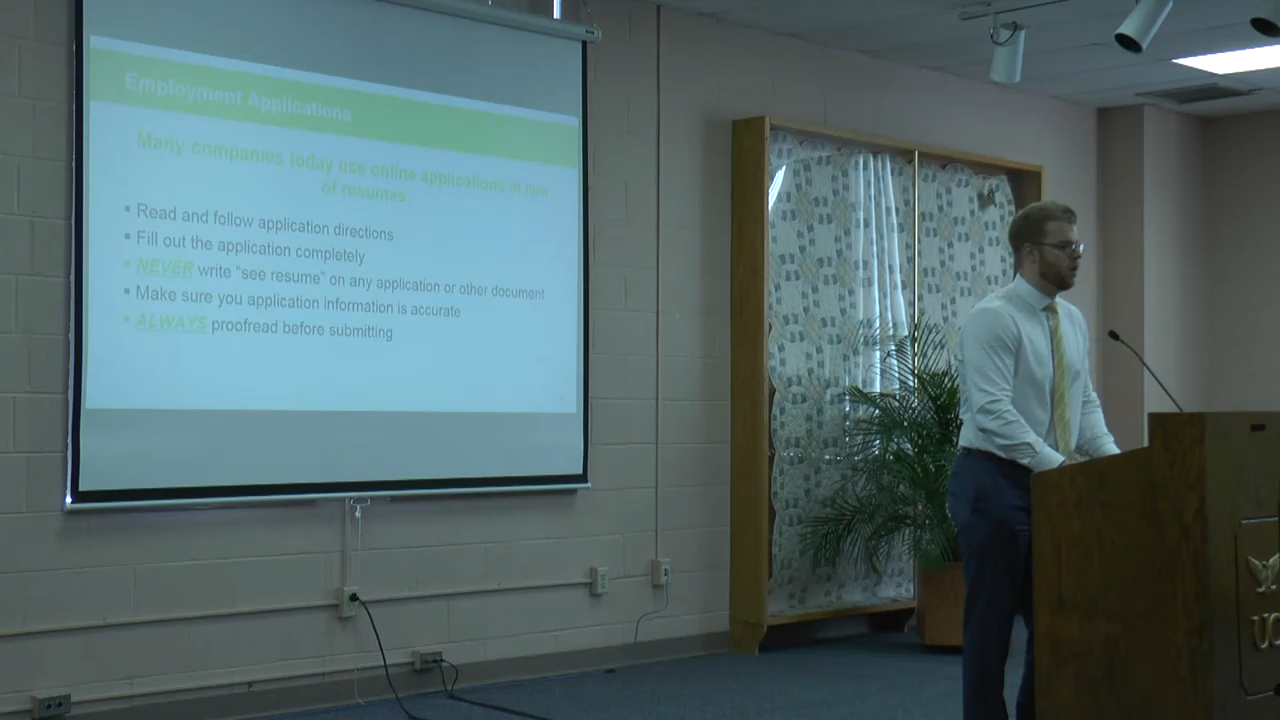 Employment Applications
Many companies today use online applications in lieu
of resumes.
▪ Read and follow application directions
▪ Fill out the application completely
▪ NEVER write “see resume” on any application or other document
▪ Make sure you application information is accurate
▪ ALWAYS proofread before submitting